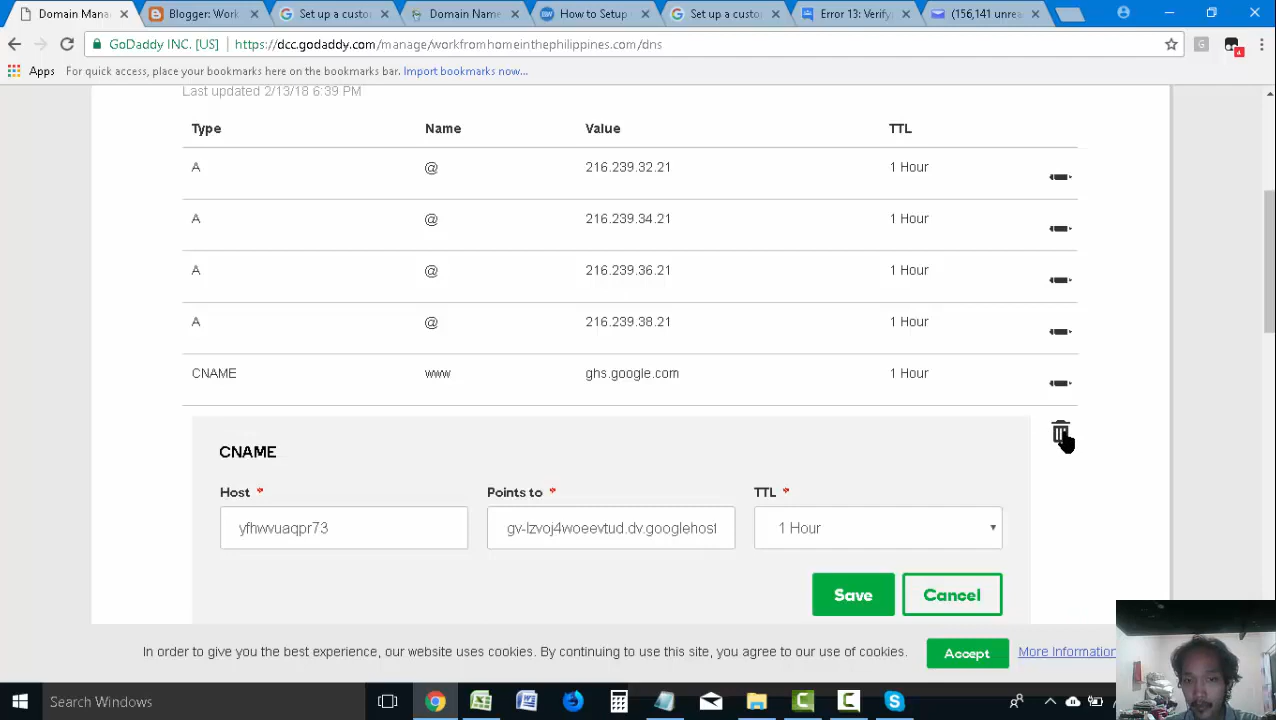 Domain Mana
Blogger: Work
Set up a custo
Domain Name
How to Setup
Set up a custo
Error 13: Verify
(156,141 unre
GoDaddy INC. [US]
https://dcc.godaddy.com/manage/workfromhomeinthephilippines.com/dns
Apps
For quick access, place your bookmarks here on the bookmarks bar. Import bookmarks now...
Last updated 2/13/18 6:39 PM
Type Name Value TTL
A @ 216.239.32.21 1 Hour
A @ 216.239.34.21 1 Hour
A @ 216.239.36.21 1 Hour
A @ 216.239.38.21 1 Hour
CNAME www ghs.google.com 1 Hour
CNAME
Host * Points to * TTL *
yfhwvuaqpr73 gv-lzvoj4woeevtud.dv.googlehost 1 Hour
Save Cancel
In order to give you the best experience, our website uses cookies. By continuing to use this site, you agree to our use of cookies. Accept More Information
Search Windows